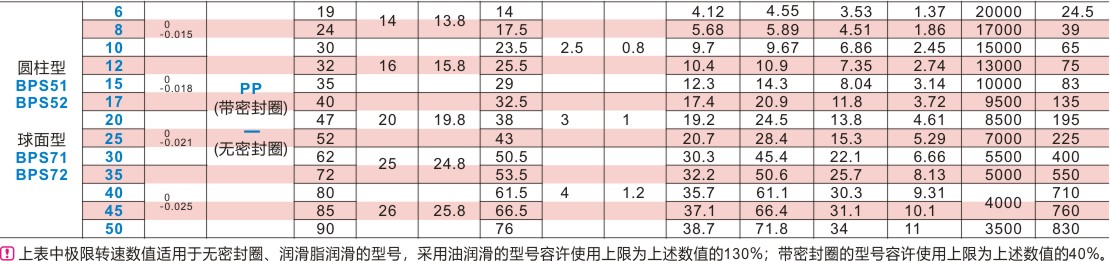 6 19 14 13.8 14 4.12 4.55 3.53 1.37 20000 24.5
8 0 -0.015 24 17.5 5.68 5.89 4.51 1.86 17000 39
10 30 23.5 2.5 0.8 9.7 9.67 6.86 2.45 15000 65
圆柱型 12 32 16 15.8 25.5 10.4 10.9 7.35 2.74 13000 75
BPS51 15 0 -0.018 PP 35 29 12.3 14.3 8.04 3.14 10000 83
BPS52 17 (带密封圈) 40 32.5 17.4 20.9 11.8 3.72 9500 135
20 47 20 19.8 38 3 1 19.2 24.5 13.8 4.61 8500 195
球面型 25 0 -0.021 — 52 43 20.7 28.4 15.3 5.29 7000 225
BPS71 30 (无密封圈) 62 25 24.8 50.5 30.3 45.4 22.1 6.66 5500 400
BPS72 35 72 53.5 32.2 50.6 25.7 8.13 5000 550
40 80 61.5 4 1.2 35.7 61.1 30.3 9.31 4000 710
45 0 -0.025 85 26 25.8 66.5 37.1 66.4 31.1 10.1 760
50 90 76 38.7 71.8 34 11 3500 830
! 上表中极限转速数值适用于无密封圈、润滑脂润滑的型号，采用油润滑的型号容许使用上限为上述数值的130%；带密封圈的型号容许使用上限为上述数值的40%。